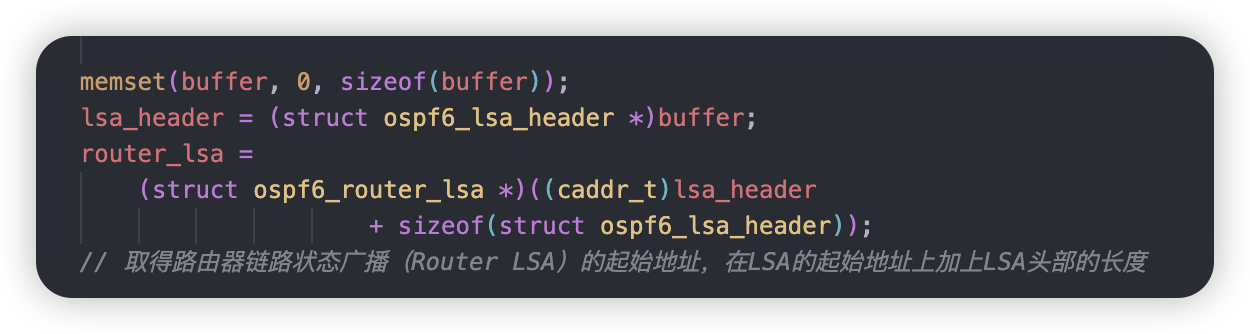 memset(buffer, 0, sizeof(buffer));
lsa_header = (struct ospf6_lsa_header *)buffer;
router_lsa =
(struct ospf6_router_lsa *)((caddr_t)lsa_header
+ sizeof(struct ospf6_lsa_header));
// 取得路由器链路状态广播（Router LSA）的起始地址，在LSA的起始地址上加上LSA头部的长度